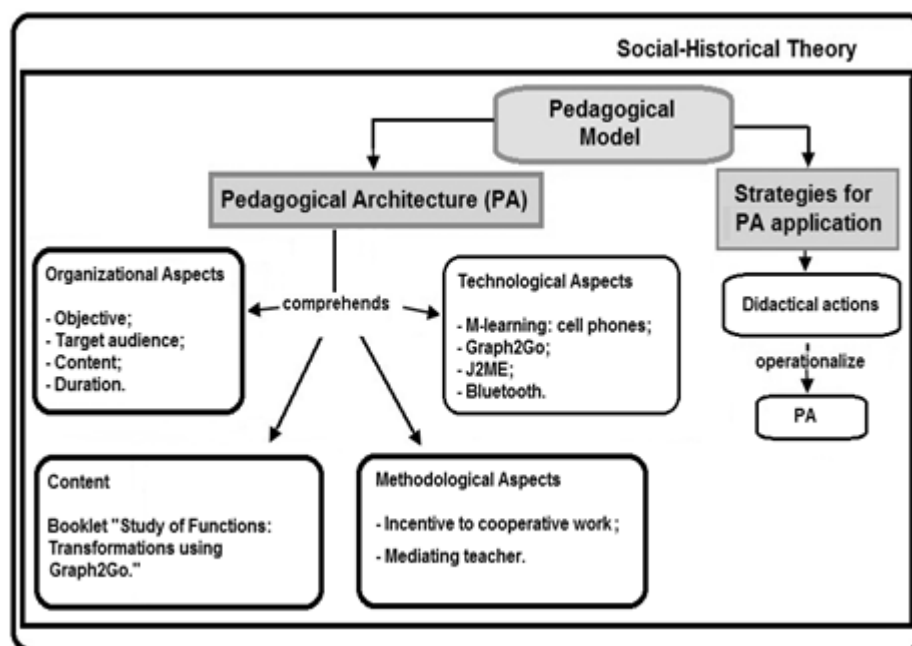 Social-Historical Theory
Pedagogical
Model
Pedagogical Architecture (PA)
Strategies for
PA application
Organizational Aspects
- Objective;
- Target audience;
- Content;
- Duration.
comprehends
Technological Aspects
- M-learning: cell phones;
- Graph2Go;
- J2ME;
- Bluetooth.
Didactical actions
operationalize
PA
Content
Booklet "Study of Functions:
Transformations using
Graph2Go."
Methodological Aspects
- Incentive to cooperative work;
- Mediating teacher.